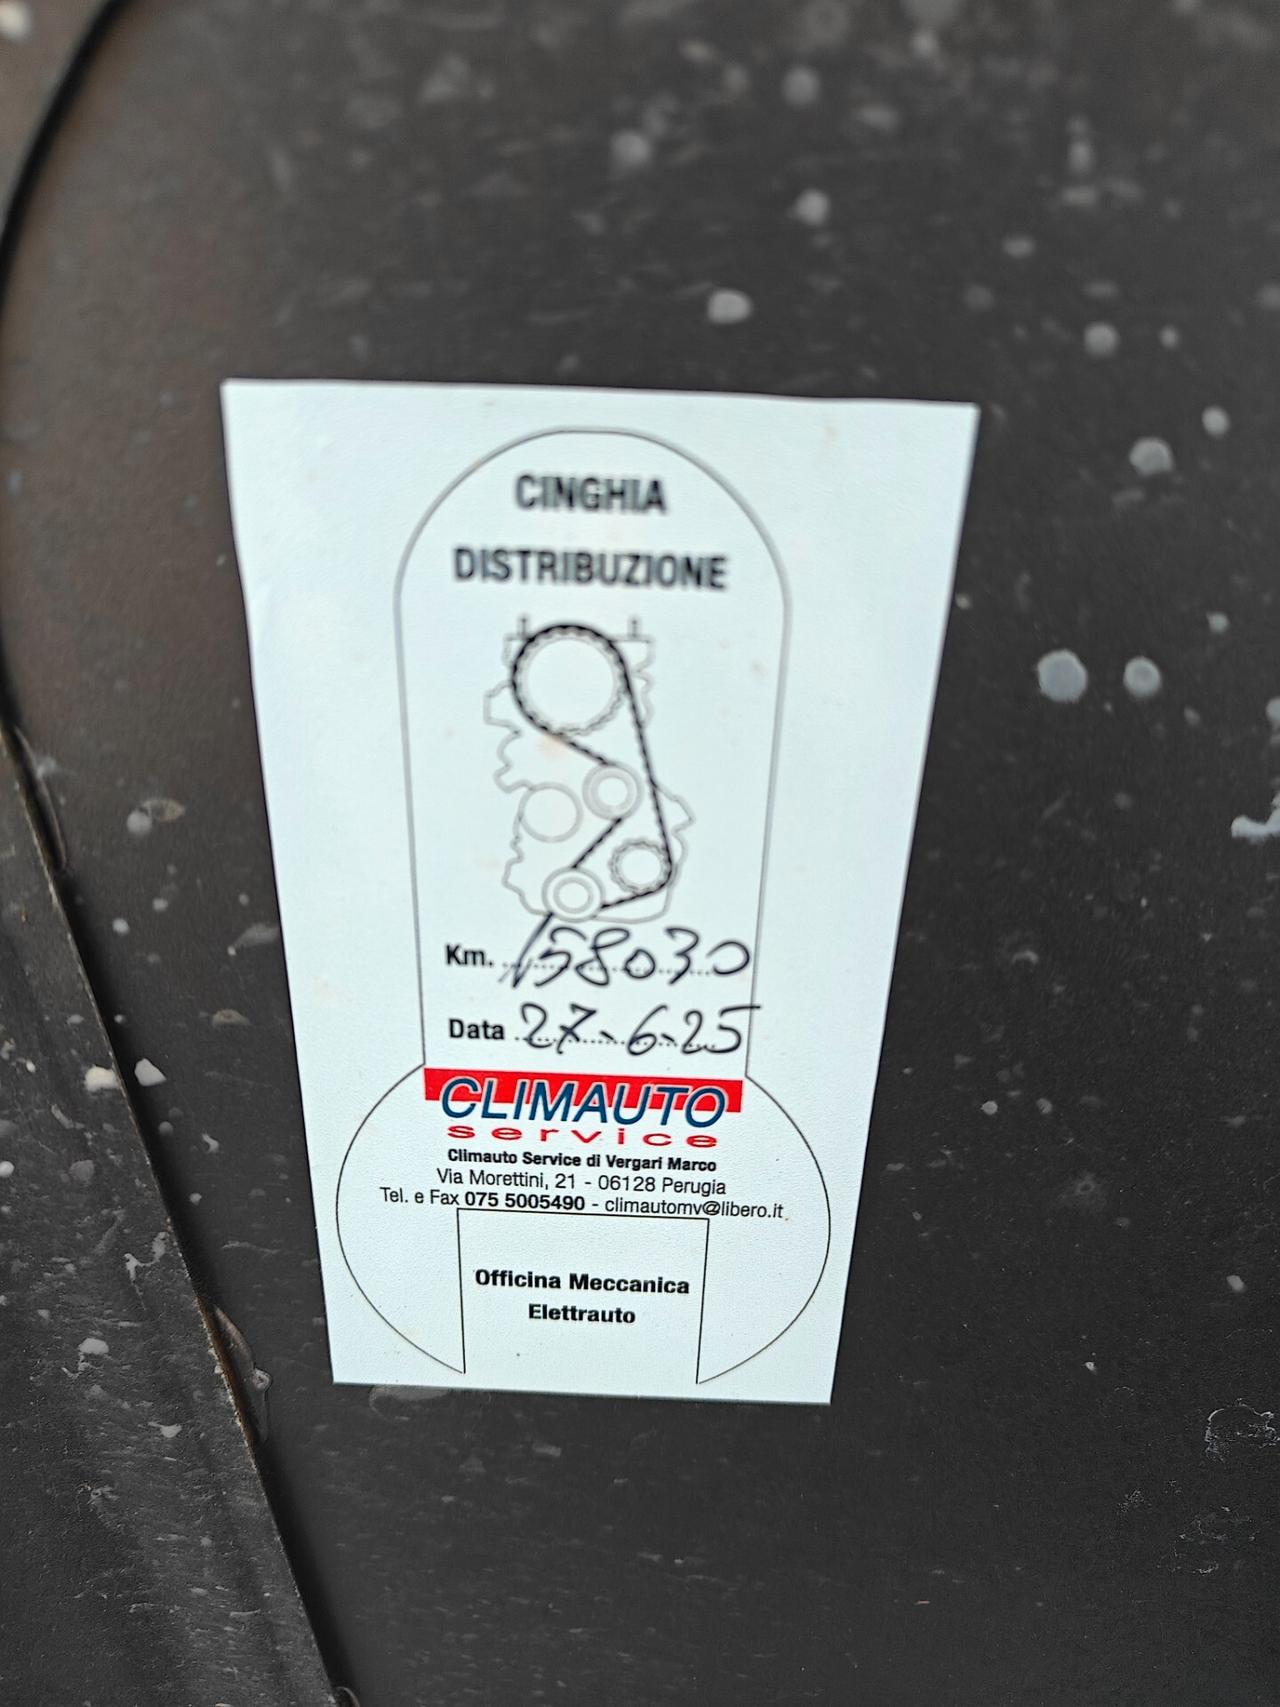 CINGHIA
DISTRIBUZIONE
Km. 158030
Data 27-6-25
CLIMAUTO
service
Climauto Service di Vergari Marco
Via Morettini, 21 - 06128 Perugia
Tel. e Fax 075 5005490 - climautomv@libero.it
Officina Meccanica
Elettrauto